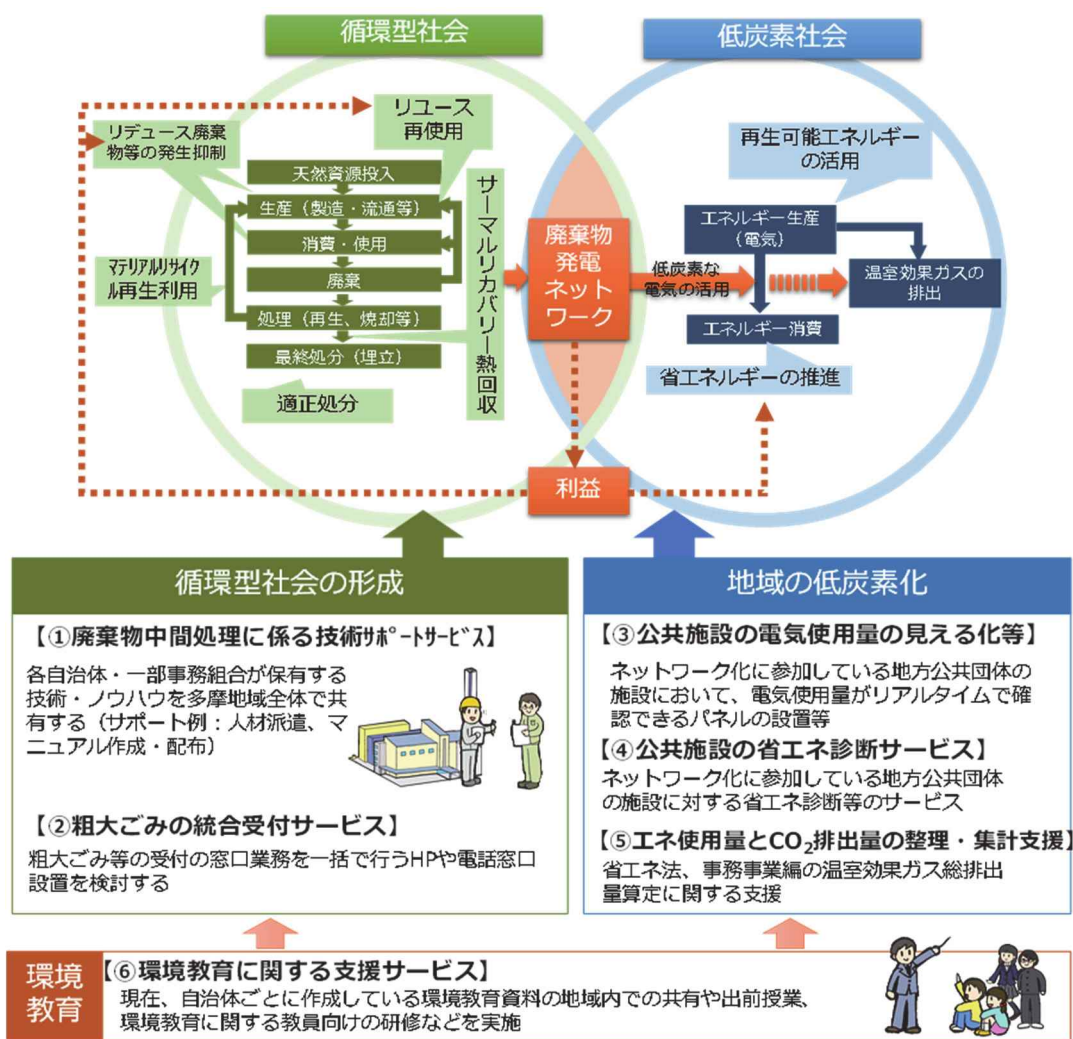 循環型社会
低炭素社会
リユース
再使用
リデュース廃棄
物等の発生抑制
天然資源投入
生産（製造・流通等）
消費・使用
廃棄
処理（再生、焼却等）
最終処分（埋立）
ﾏﾃﾘｱﾙﾘｻｲｸ
ﾙ再生利用
適正処分
サーマルリカバリー熱回収
廃棄物
発電
ネット
ワーク
低炭素な
電気の活用
再生可能エネルギー
の活用
エネルギー生産
（電気）
温室効果ガスの
排出
エネルギー消費
省エネルギーの推進
利益
循環型社会の形成
【①廃棄物中間処理に係る技術ｻﾎﾟｰﾄｻｰﾋﾞｽ】
各自治体・一部事務組合が保有する
技術・ノウハウを多摩地域全体で共
有する（サポート例：人材派遣、マ
ニュアル作成・配布）
【②粗大ごみの統合受付サービス】
粗大ごみ等の受付の窓口業務を一括で行うHPや電話窓口
設置を検討する
地域の低炭素化
【③公共施設の電気使用量の見える化等】
ネットワーク化に参加している地方公共団体の
施設において、電気使用量がリアルタイムで確
認できるパネルの設置等
【④公共施設の省エネ診断サービス】
ネットワーク化に参加している地方公共団体
の施設に対する省エネ診断等のサービス
【⑤エネ使用量とCO₂排出量の整理・集計支援】
省エネ法、事務事業編の温室効果ガス総排出
量算定に関する支援
環境
教育
【⑥環境教育に関する支援サービス】
現在、自治体ごとに作成している環境教育資料の地域内での共有や出前授業、
環境教育に関する教員向けの研修などを実施